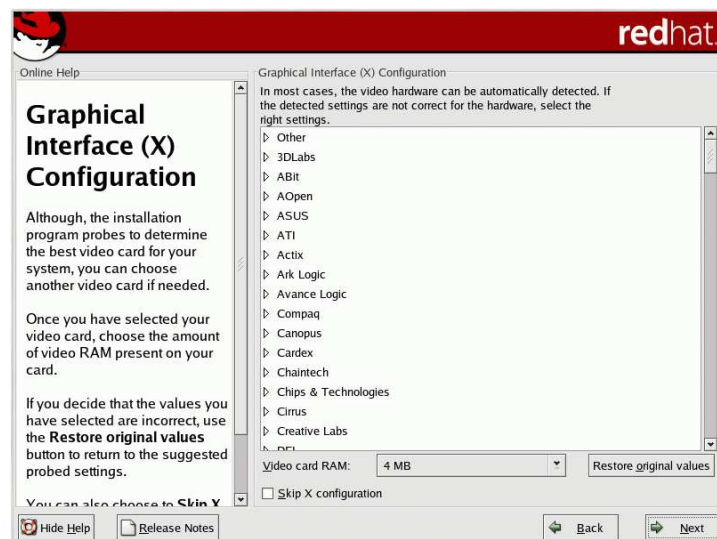 redhat.
Online Help
Graphical
Interface (X)
Configuration
Although, the installation
program probes to determine
the best video card for your
system, you can choose
another video card if needed.
Once you have selected your
video card, choose the amount
of video RAM present on your
card.
If you decide that the values you
have selected are incorrect, use
the Restore original values
button to return to the suggested
probed settings.
You can also choose to Skip X
Graphical Interface (X) Configuration
In most cases, the video hardware can be automatically detected. If
the detected settings are not correct for the hardware, select the
right settings.
Other
3DLabs
ABit
AOpen
ASUS
ATI
Actix
Ark Logic
Avance Logic
Compaq
Canopus
Cardex
Chaintech
Chips & Technologies
Cirrus
Creative Labs
Video card RAM: 4 MB Restore original values
Skip X configuration
Hide Help Release Notes Back Next